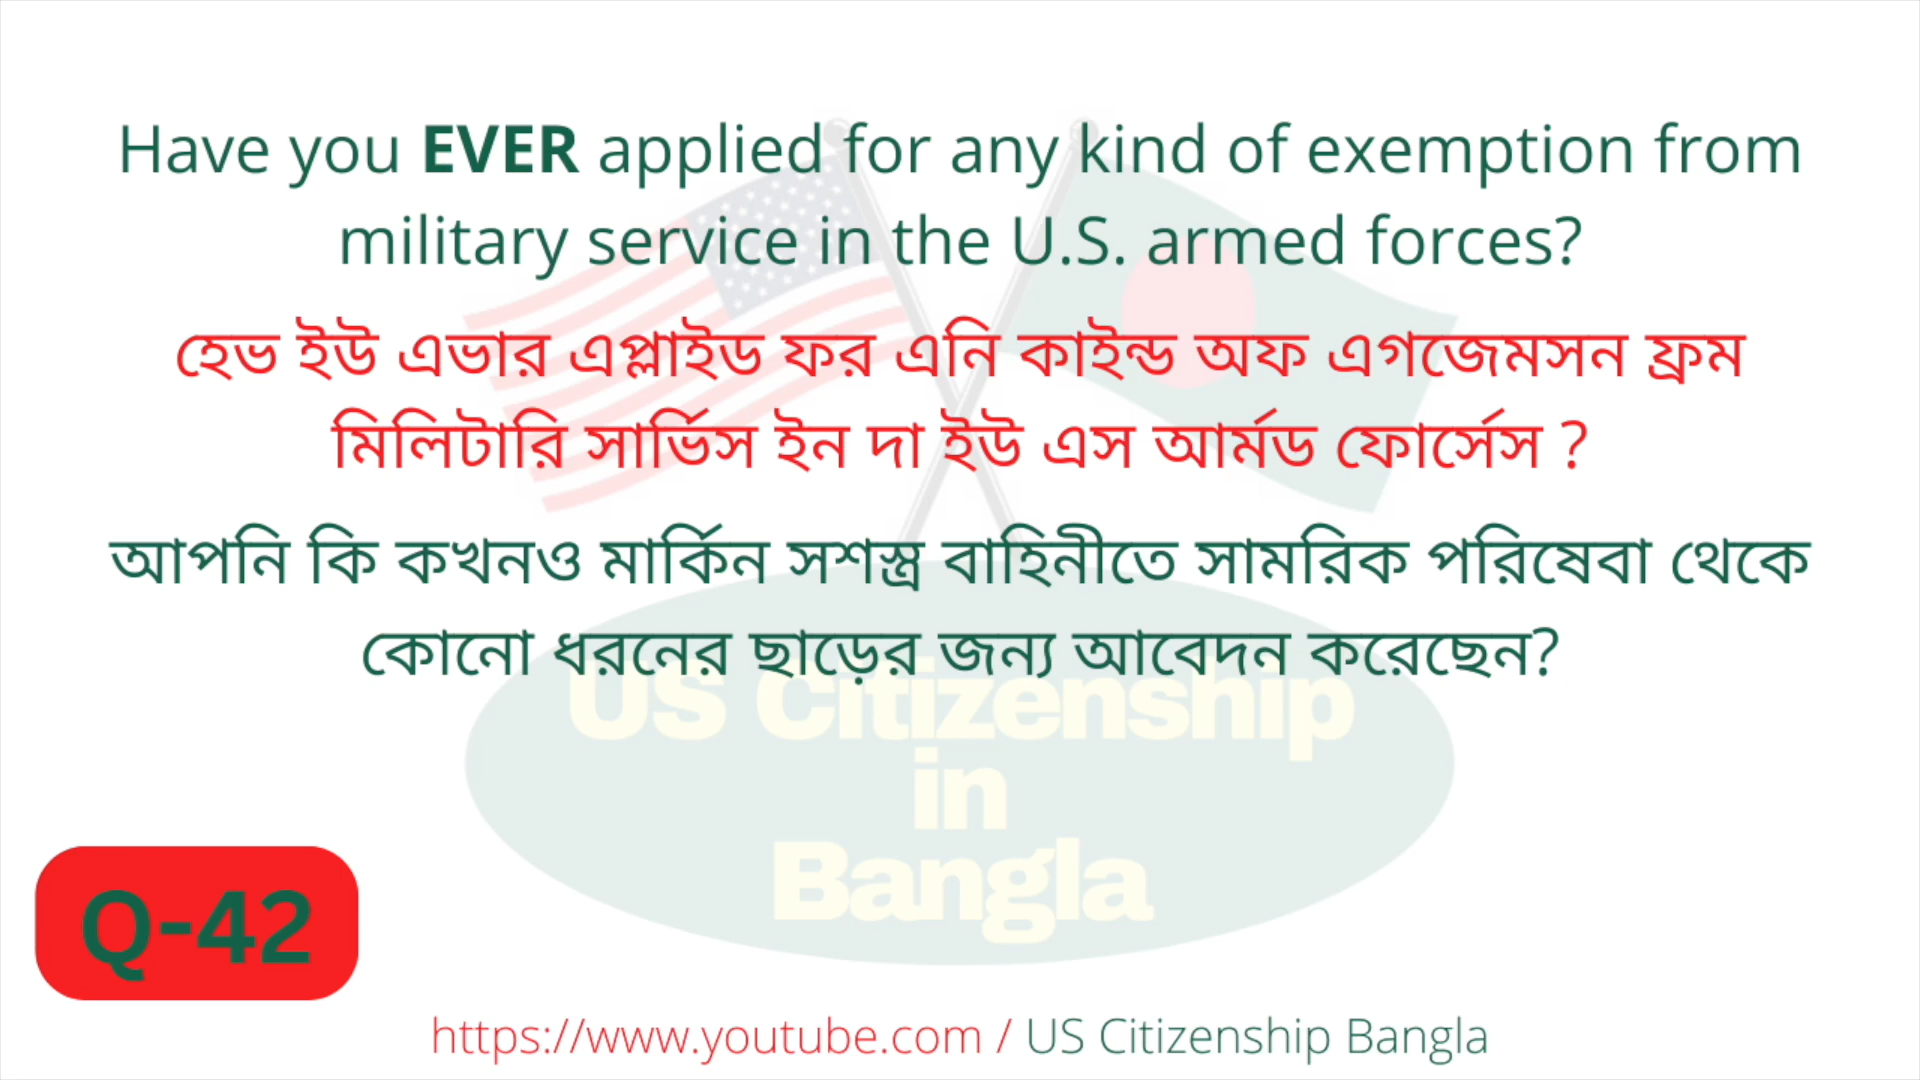 Have you EVER applied for any kind of exemption from
military service in the U.S. armed forces?
হেভ ইউ এভার এপ্লাইড ফর এনি কাইন্ড অফ এগজেমসন ফ্রম
মিলিটারি সার্ভিস ইন দা ইউ এস আর্মড ফোর্সেস ?
আপনি কি কখনও মার্কিন সশস্ত্র বাহিনীতে সামরিক পরিষেবা থেকে
কোনো ধরনের ছাড়ের জন্য আবেদন করেছেন?
US Citizenship
in
Bangla
Q-42
https://www.youtube.com / US Citizenship Bangla